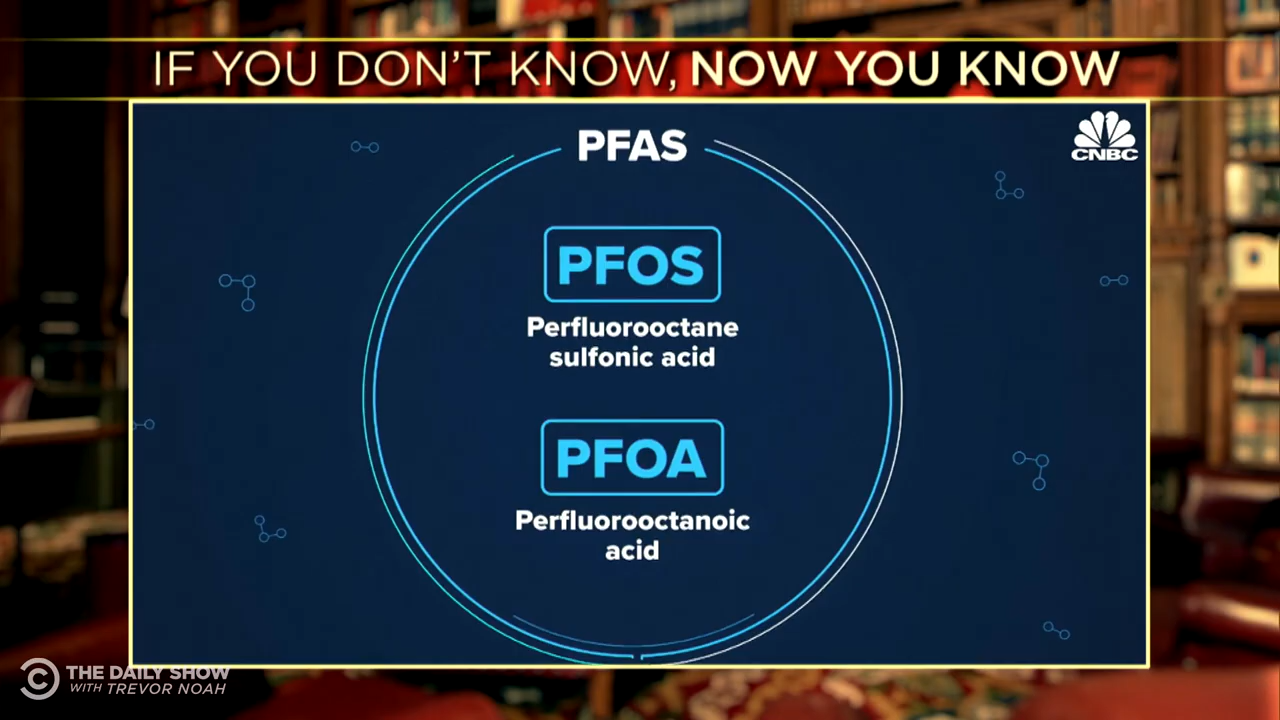 IF YOU DON'T KNOW, NOW YOU KNOW
PFAS
CNBC
PFOS
Perfluorooctane
sulfonic acid
PFOA
Perfluorooctanoic
acid
THE DAILY SHOW
WITH TREVOR NOAH